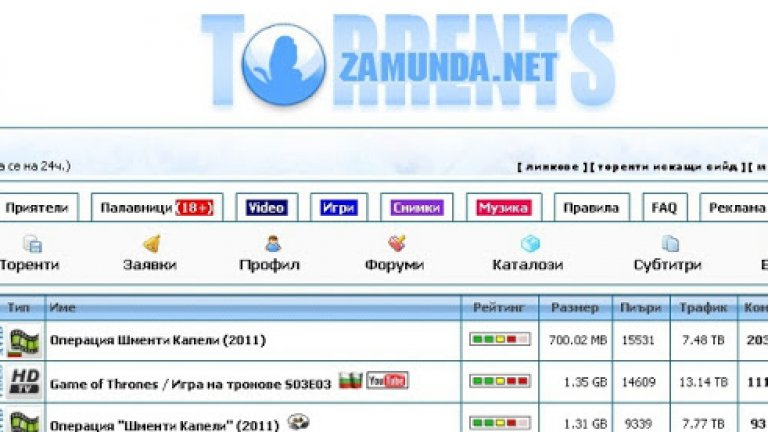 TORRENTS
ZAMUNDA.NET
а се на 24ч.)
[ линкове ][ торенти искащи сийд ][ м
Приятели Палавници (18+) Video Игри Снимки Музика Правила FAQ Реклама
Торенти Заявки Профил Форуми Каталози Субтитри
Тип Име Рейтинг Размер Пиъри Трафик Ком
Операция Шменти Капели (2011) 700.02 MB 15531 7.48 TB 203
HD TV Game of Thrones / Игра на тронове S03E03 You Tube 1.35 GB 14609 13.14 TB 111
Операция "Шменти Капели" (2011) 1.31 GB 9339 7.77 TB 93